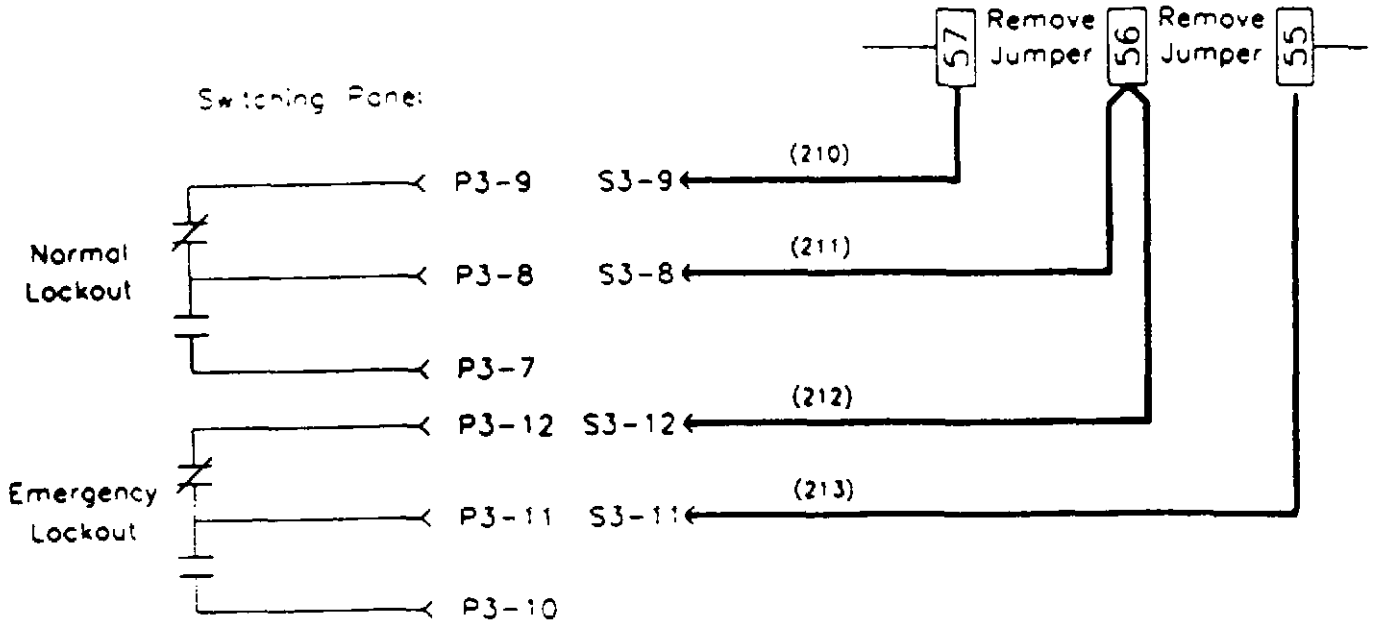 57 Remove Jumper 56 Remove Jumper 55
Switching Panel
(210)
P3-9 S3-9
Normal Lockout
(211)
P3-8 S3-8
P3-7
(212)
P3-12 S3-12
Emergency Lockout
(213)
P3-11 S3-11
P3-10